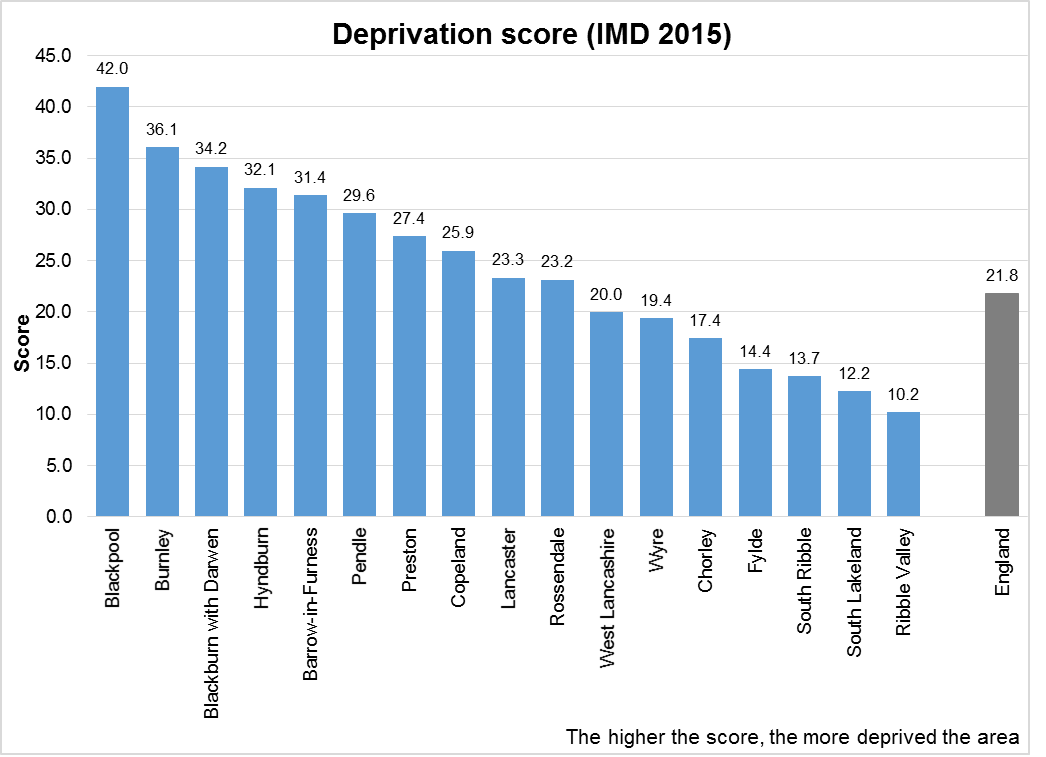 Deprivation score (IMD 2015)
45.0
40.0
35.0
30.0
25.0
20.0
15.0
10.0
5.0
0.0
Score
42.0
36.1
34.2
32.1
31.4
29.6
27.4
25.9
23.3
23.2
20.0
19.4
17.4
14.4
13.7
12.2
10.2
21.8
Blackpool
Burnley
Blackburn with Darwen
Hyndburn
Barrow-in-Furness
Pendle
Preston
Copeland
Lancaster
Rossendale
West Lancashire
Wyre
Chorley
Fylde
South Ribble
South Lakeland
Ribble Valley
England
The higher the score, the more deprived the area